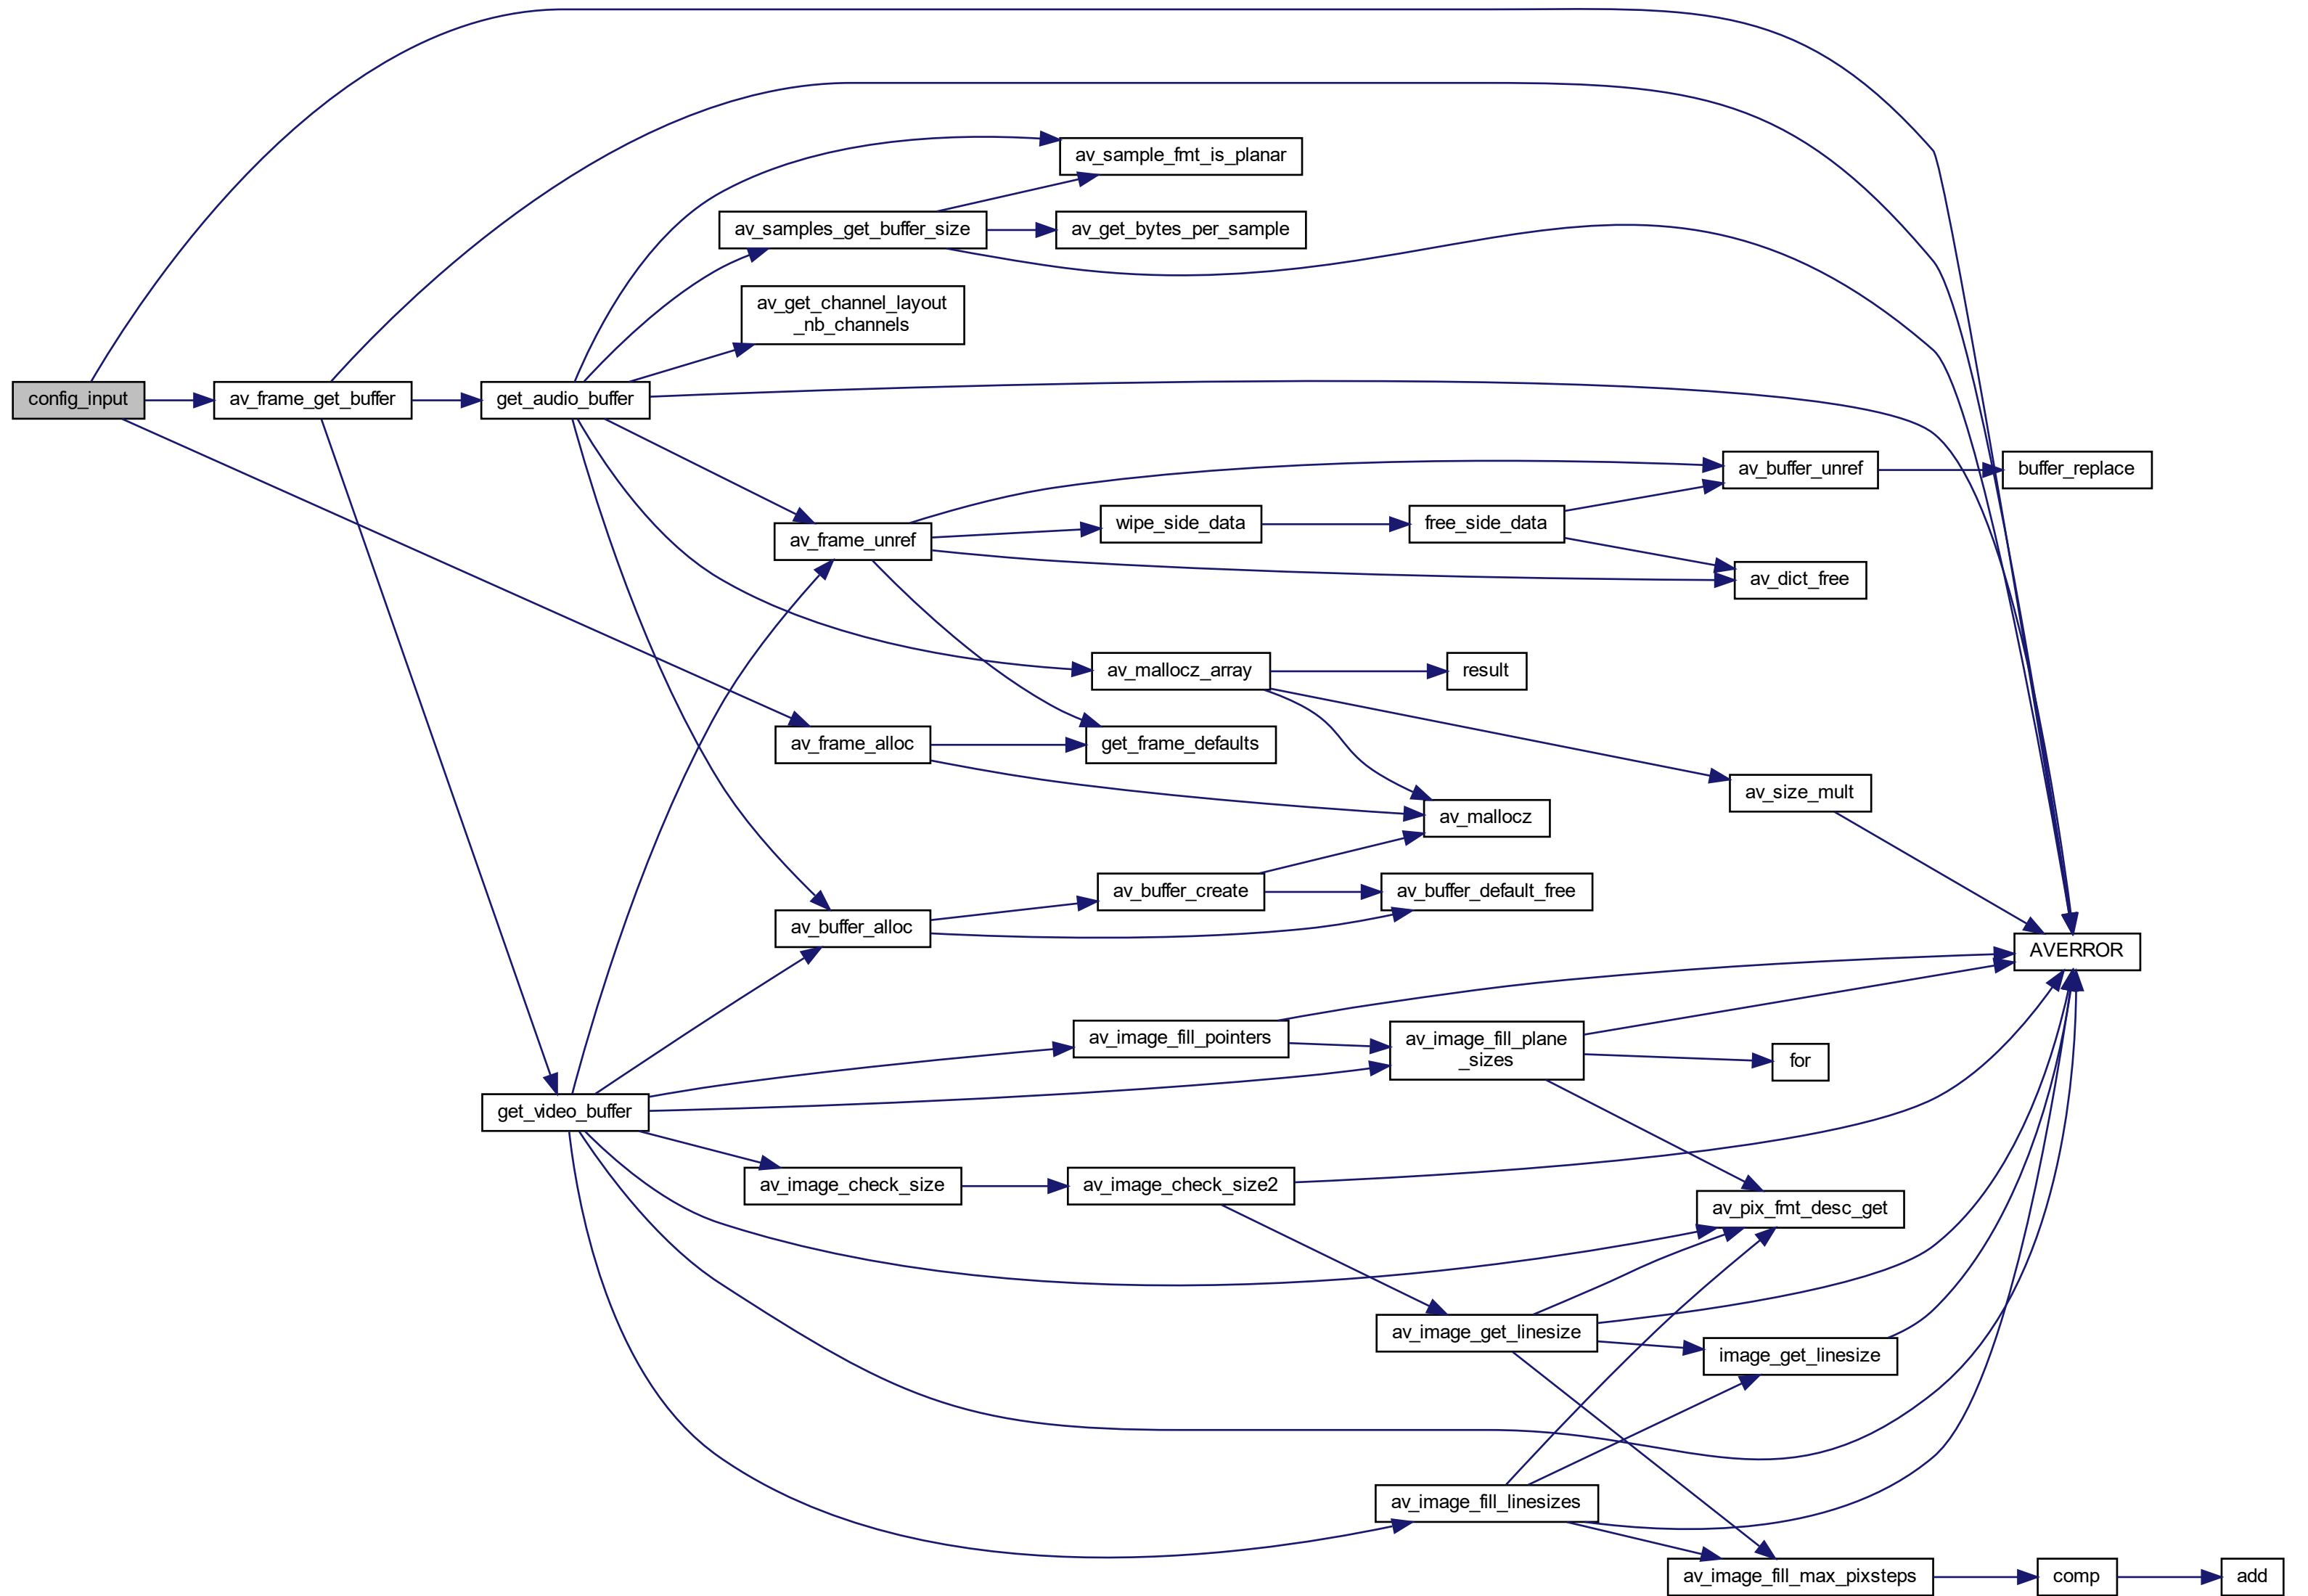 av_sample_fmt_is_planar
av_samples_get_buffer_size
av_get_bytes_per_sample
av_get_channel_layout
_nb_channels
config_input
av_frame_get_buffer
get_audio_buffer
av_buffer_unref
buffer_replace
wipe_side_data
free_side_data
av_frame_unref
av_dict_free
av_mallocz_array
result
av_frame_alloc
get_frame_defaults
av_size_mult
av_mallocz
av_buffer_create
av_buffer_default_free
av_buffer_alloc
AVERROR
av_image_fill_pointers
av_image_fill_plane
_sizes
for
get_video_buffer
av_image_check_size
av_image_check_size2
av_pix_fmt_desc_get
av_image_get_linesize
image_get_linesize
av_image_fill_linesizes
av_image_fill_max_pixsteps
comp
add